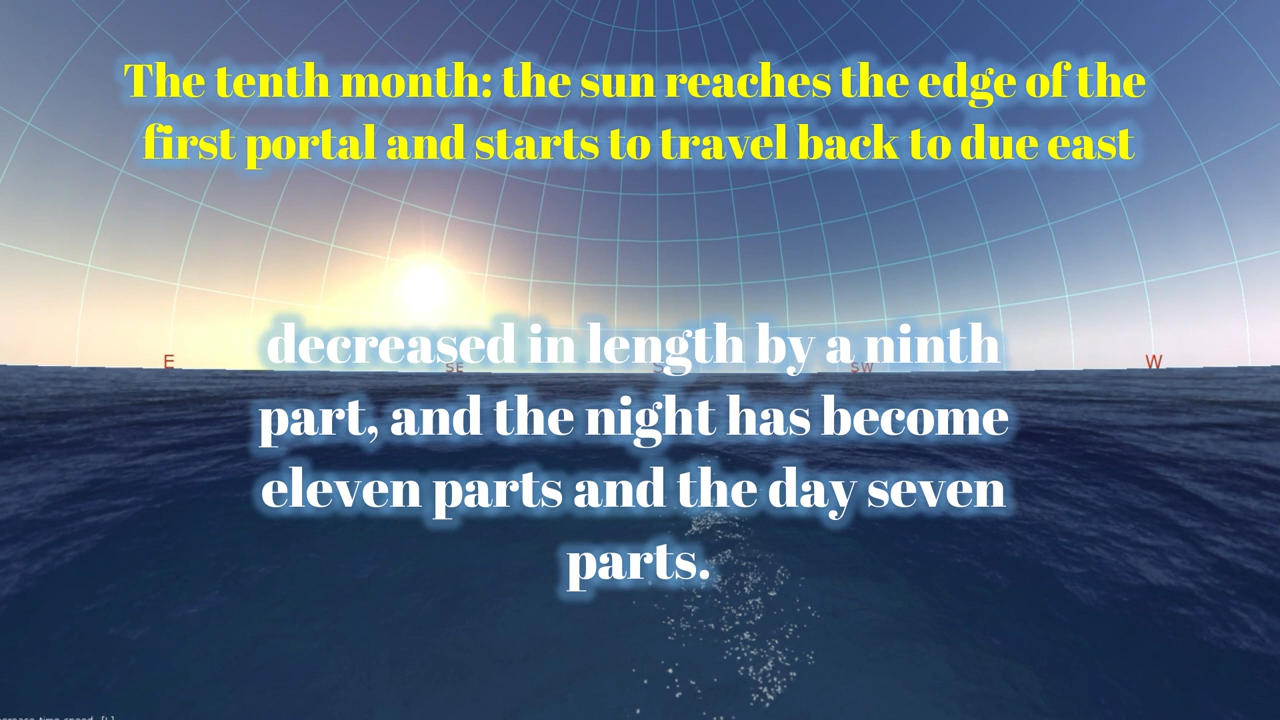 The tenth month: the sun reaches the edge of the
first portal and starts to travel back to due east
decreased in length by a ninth
E SE S SW W
part, and the night has become
eleven parts and the day seven
parts.